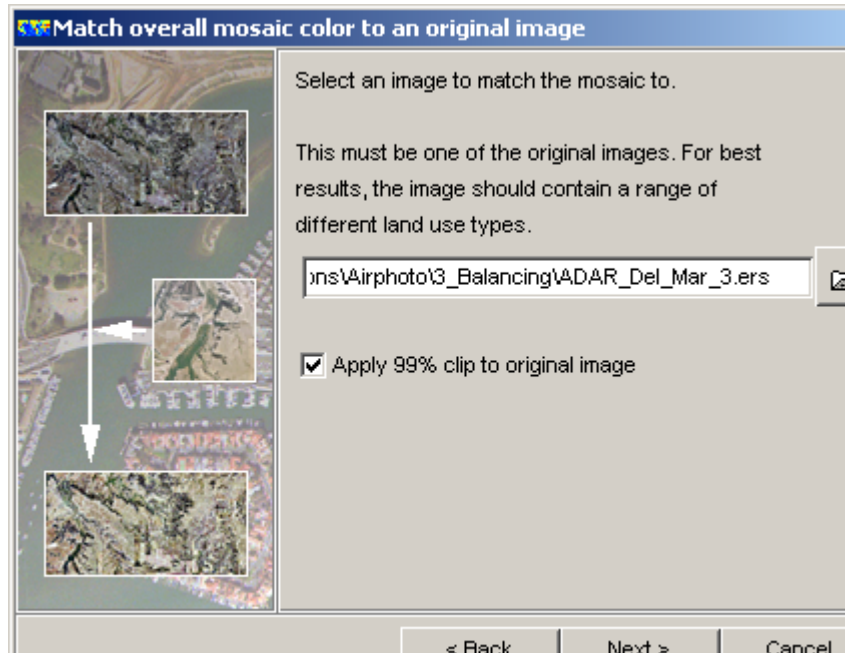 Match overall mosaic color to an original image
Select an image to match the mosaic to.
This must be one of the original images. For best
results, the image should contain a range of
different land use types.
ons\Airphoto\3_Balancing\ADAR_Del_Mar_3.ers
Apply 99% clip to original image
< Back
Next >
Cancel